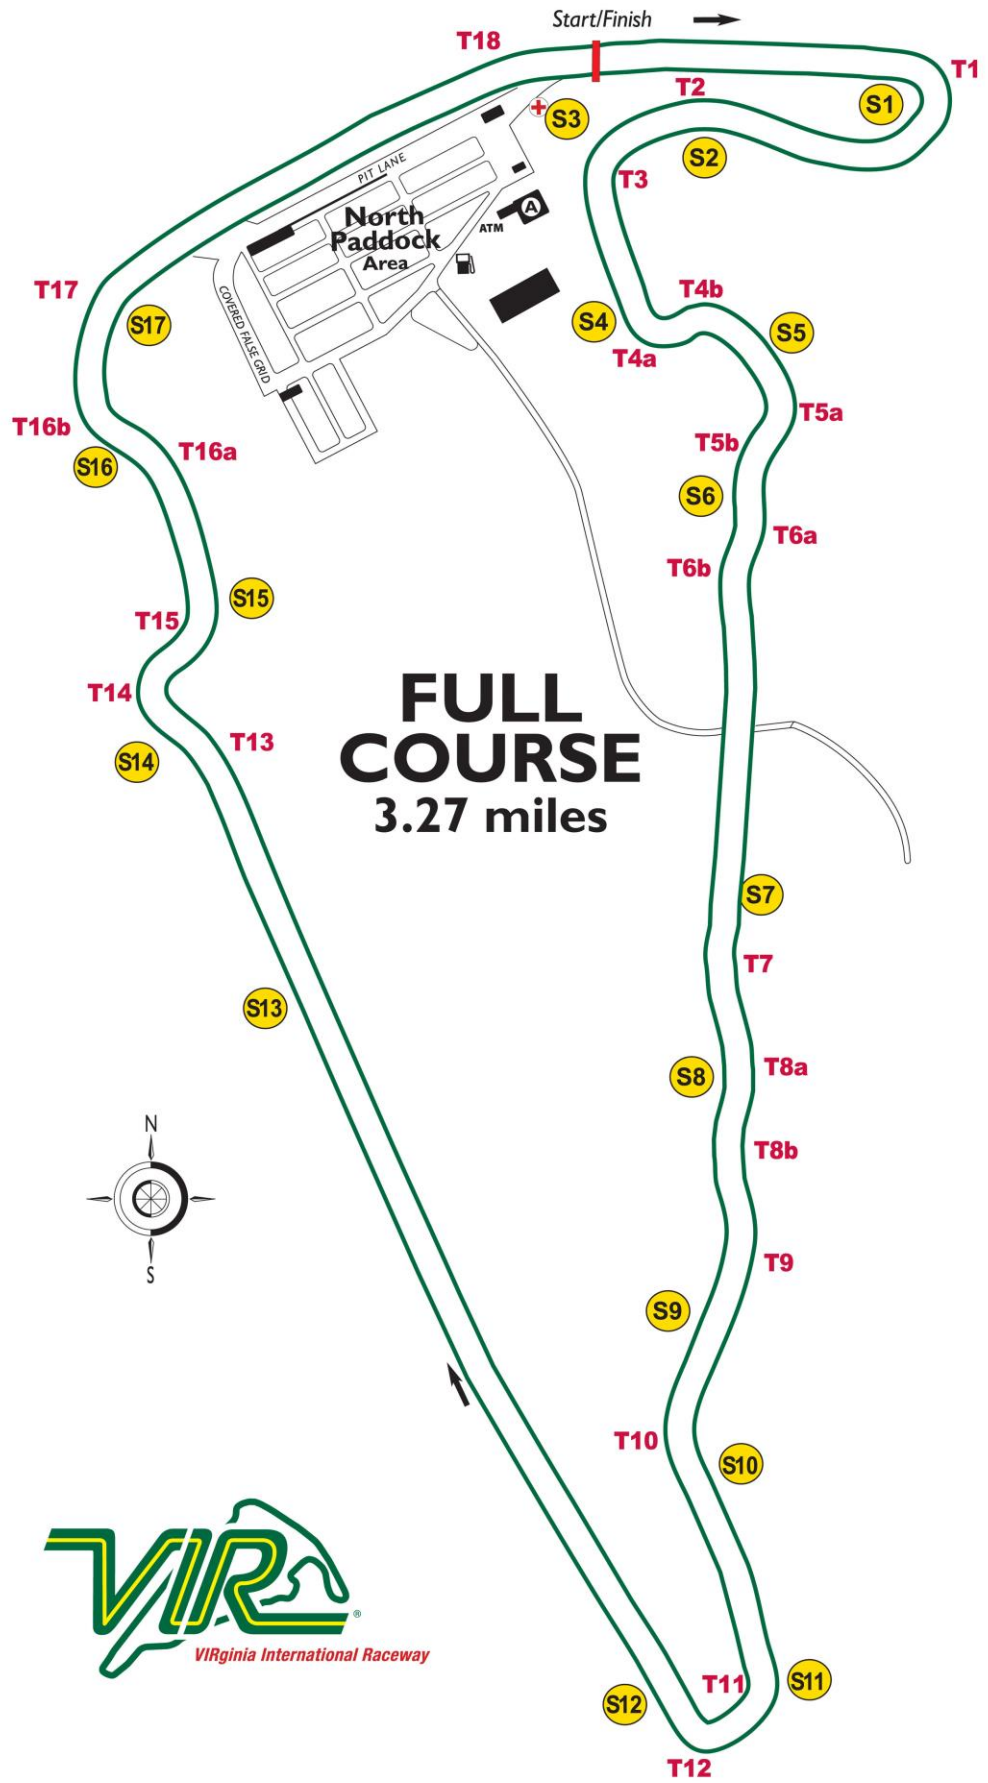 Start/Finish
T18
T1
T2
S1
S3
S2
PIT LANE
T3
North
Paddock
Area
A
ATM
T17
COVERED FALSE GRID
T4b
S17
S4
S5
T4a
T16b
T16a
T5a
T5b
S16
S6
T6a
T6b
S15
T15
T14
T13
S14
FULL
COURSE
3.27 miles
S7
T7
S13
S8
T8a
N
T8b
S
T9
S9
T10
S10
VIR
®
VIRginia International Raceway
T11
S11
S12
T12